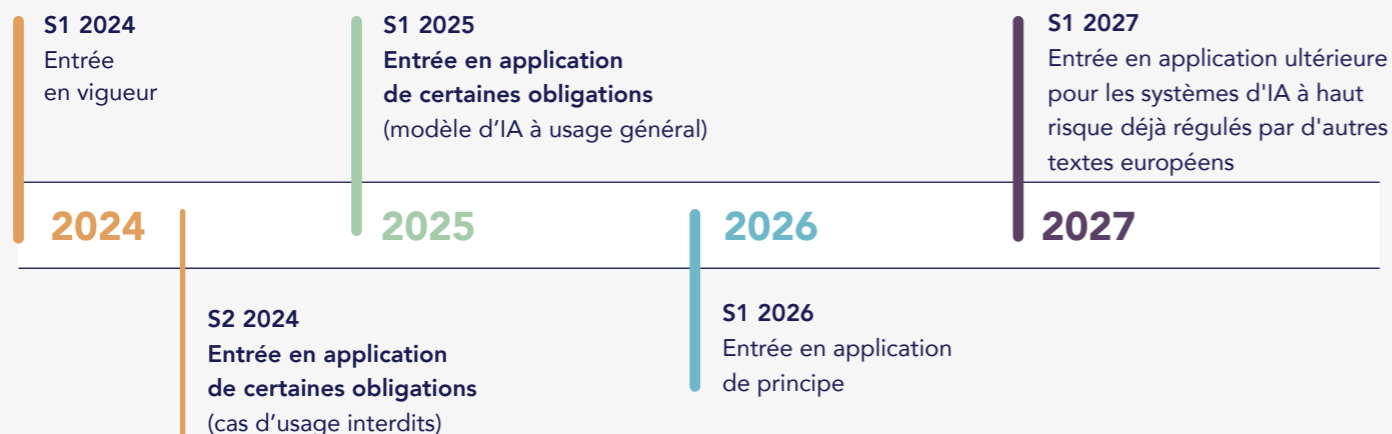 S1 2024
Entrée
en vigueur
S1 2025
Entrée en application
de certaines obligations
(modèle d’IA à usage général)
S1 2027
Entrée en application ultérieure
pour les systèmes d'IA à haut
risque déjà régulés par d'autres
textes européens
2024
2025
2026
2027
S2 2024
Entrée en application
de certaines obligations
(cas d’usage interdits)
S1 2026
Entrée en application
de principe